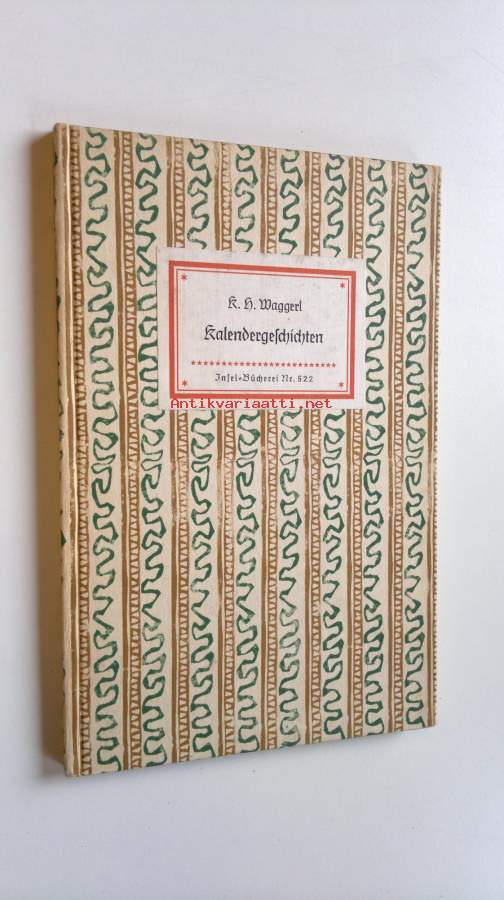 K. H. Waggerl
Kalendergeschichten
Insel-Bücherei Nr. 522
Antikvariaatti.net